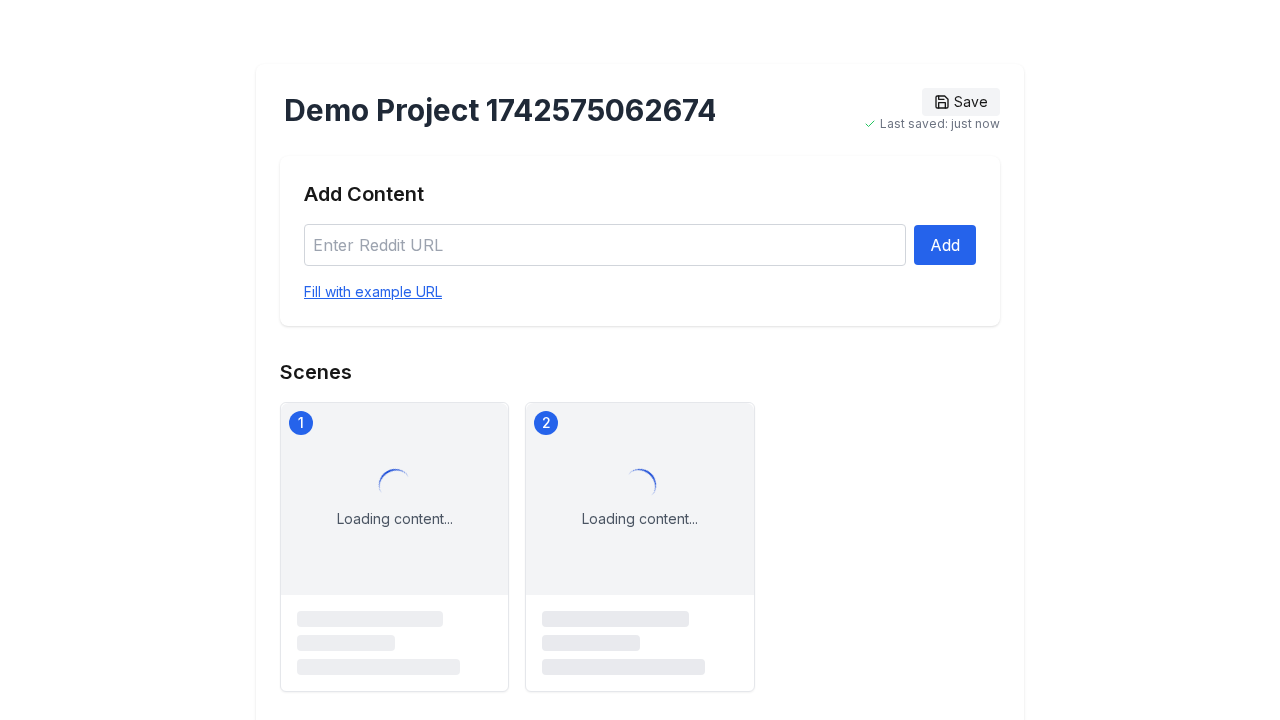 Demo Project 1742575062674
Save
Last saved: just now
Add Content
Enter Reddit URL
Add
Fill with example URL
Scenes
1
2
Loading content...
Loading content...